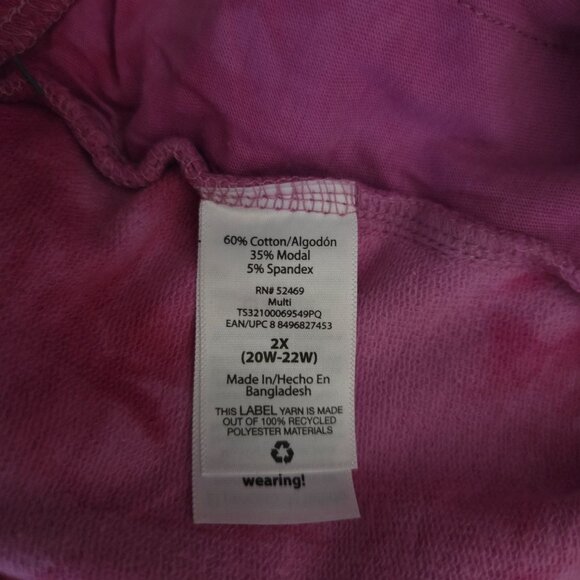 60% Cotton/Algodón
35% Modal
5% Spandex
RN# 52469
Multi
TS32100069549PQ
EAN/UPC 8 8496827453
2X
(20W-22W)
Made In/Hecho En
Bangladesh
THIS LABEL YARN IS MADE
OUT OF 100% RECYCLED
POLYESTER MATERIALS
wearing!